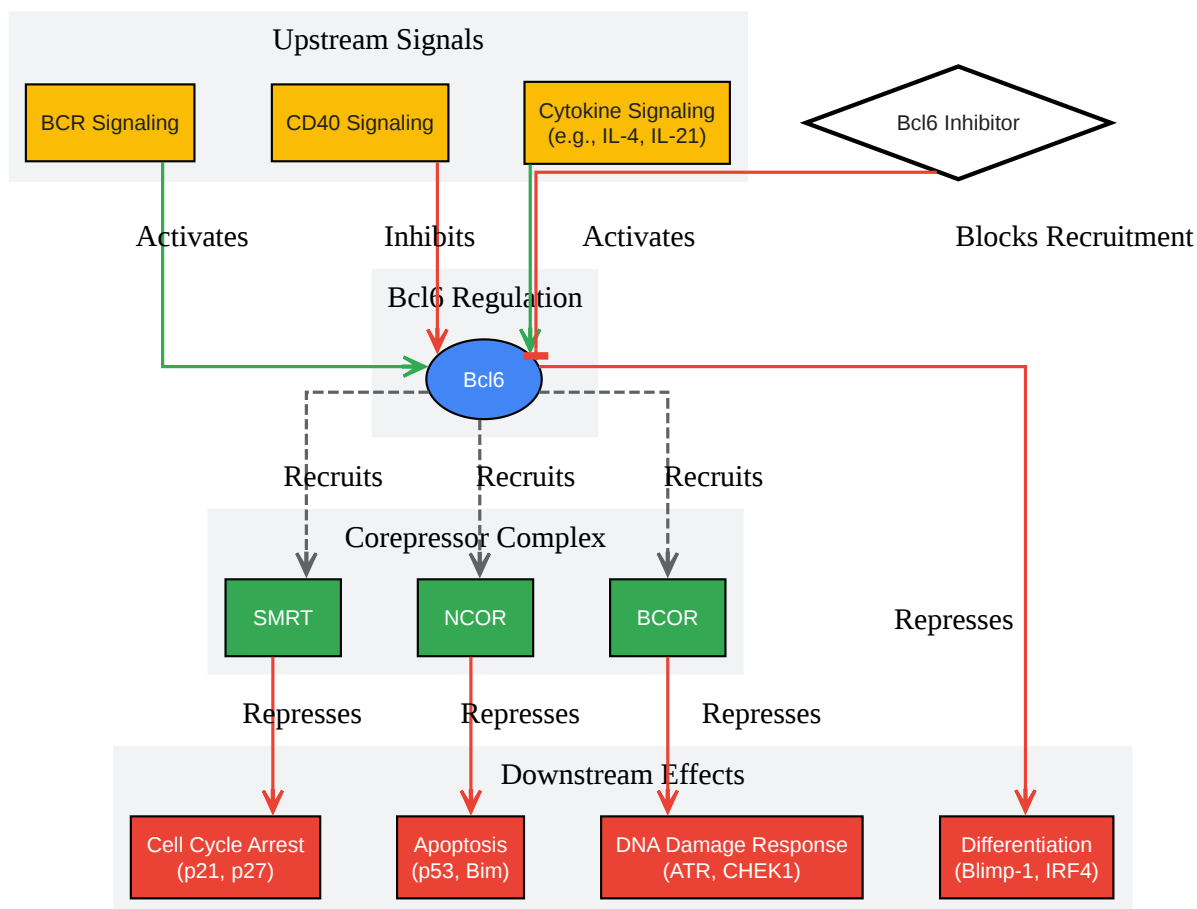 Upstream Signals
BCR Signaling
CD40 Signaling
Cytokine Signaling
(e.g., IL-4, IL-21)
Bcl6 Inhibitor
Activates
Inhibits
Activates
Blocks Recruitment
Bcl6 Regulation
Bcl6
Recruits
Recruits
Recruits
Corepressor Complex
SMRT
NCOR
BCOR
Represses
Represses
Represses
Represses
Downstream Effects
Cell Cycle Arrest
(p21, p27)
Apoptosis
(p53, Bim)
DNA Damage Response
(ATR, CHEK1)
Differentiation
(Blimp-1, IRF4)